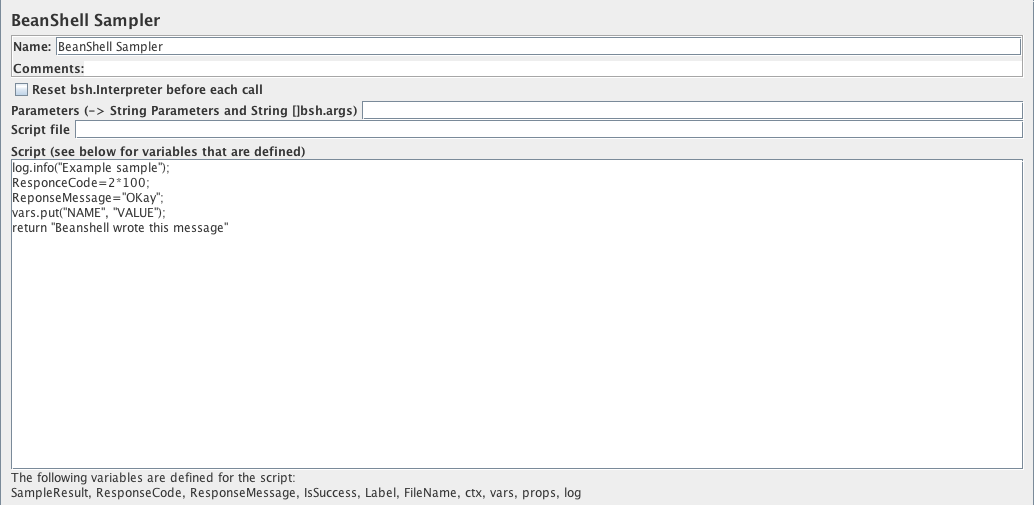 BeanShell Sampler
Name: BeanShell Sampler
Comments:
Reset bsh.Interpreter before each call
Parameters (-> String Parameters and String []bsh.args)
Script file
Script (see below for variables that are defined)
log.info("Example sample");
ResponceCode=2*100;
ReponseMessage="OKay";
vars.put("NAME", "VALUE");
return "Beanshell wrote this message"
The following variables are defined for the script:
SampleResult, ResponseCode, ResponseMessage, IsSuccess, Label, FileName, ctx, vars, props, log